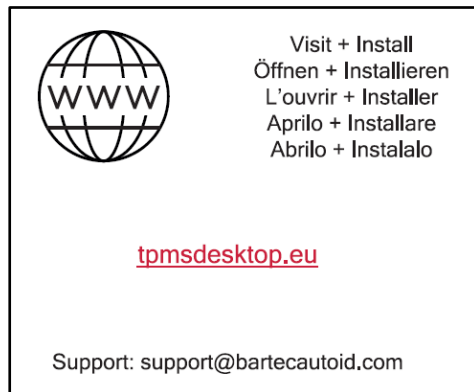 WWW
Visit + Install
Öffnen + Installieren
L'ouvrir + Installer
Aprilo + Installare
Abrilo + Instalalo
tpmsdesktop.eu
Support: support@bartecautoid.com